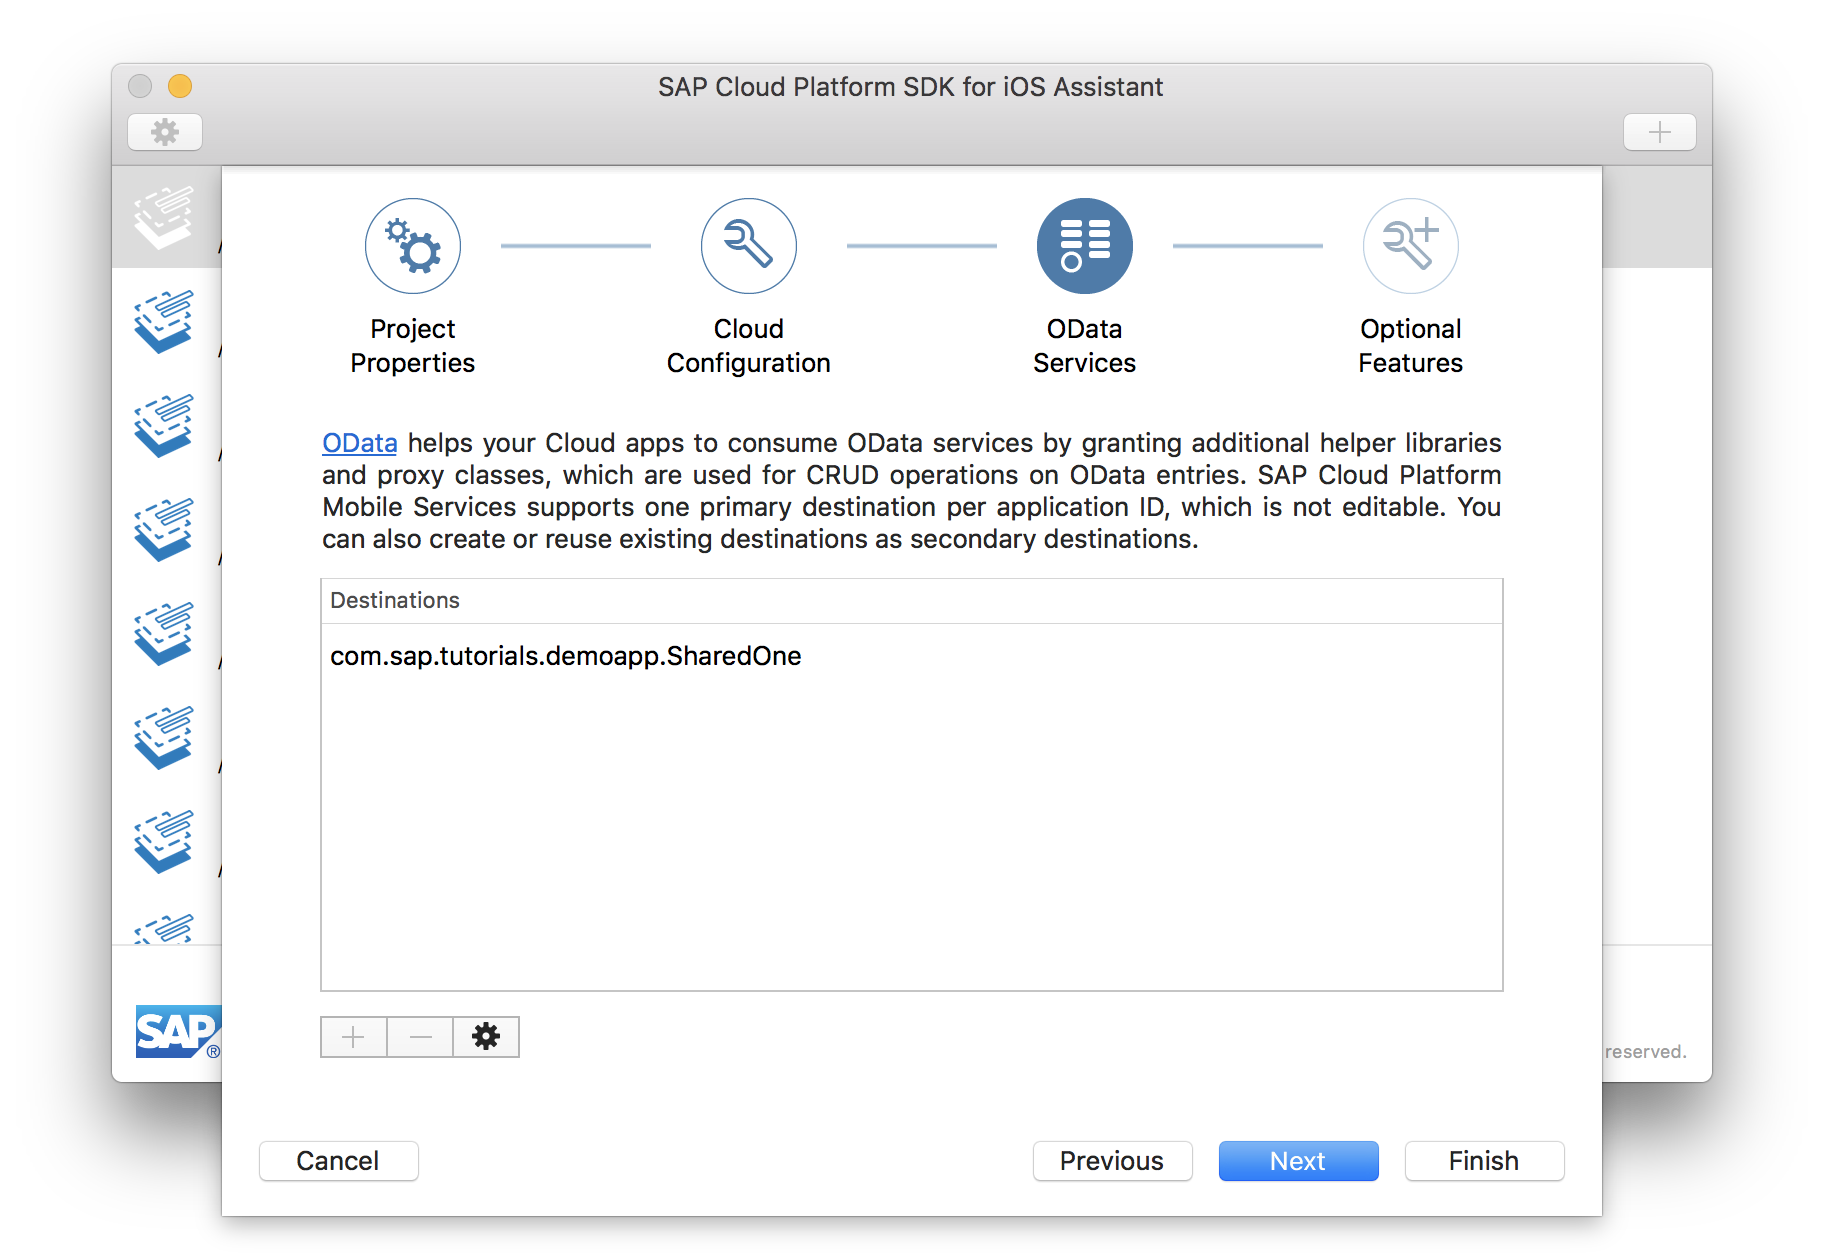 SAP Cloud Platform SDK for iOS Assistant
Project
Properties
Cloud
Configuration
OData
Services
Optional
Features
OData helps your Cloud apps to consume OData services by granting additional helper libraries
and proxy classes, which are used for CRUD operations on OData entries. SAP Cloud Platform
Mobile Services supports one primary destination per application ID, which is not editable. You
can also create or reuse existing destinations as secondary destinations.
Destinations
com.sap.tutorials.demoapp.SharedOne
SAP®
reserved.
Cancel
Previous
Next
Finish